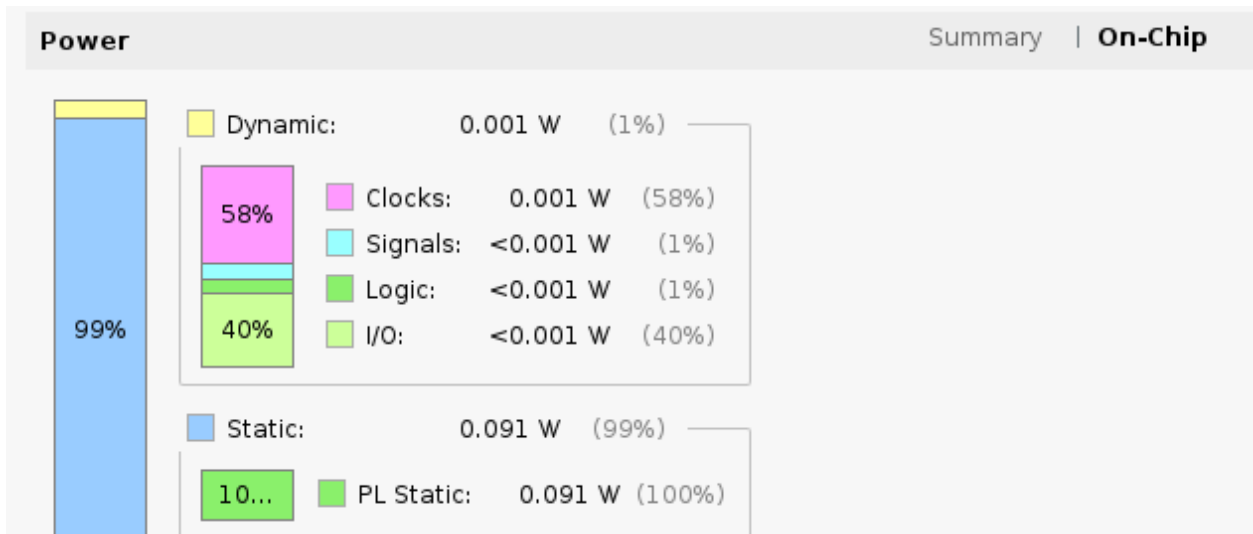 Power Summary | On-Chip
Dynamic: 0.001 W (1%)
58% Clocks: 0.001 W (58%)
Signals: <0.001 W (1%)
Logic: <0.001 W (1%)
99% 40% I/O: <0.001 W (40%)
Static: 0.091 W (99%)
10... PL Static: 0.091 W (100%)